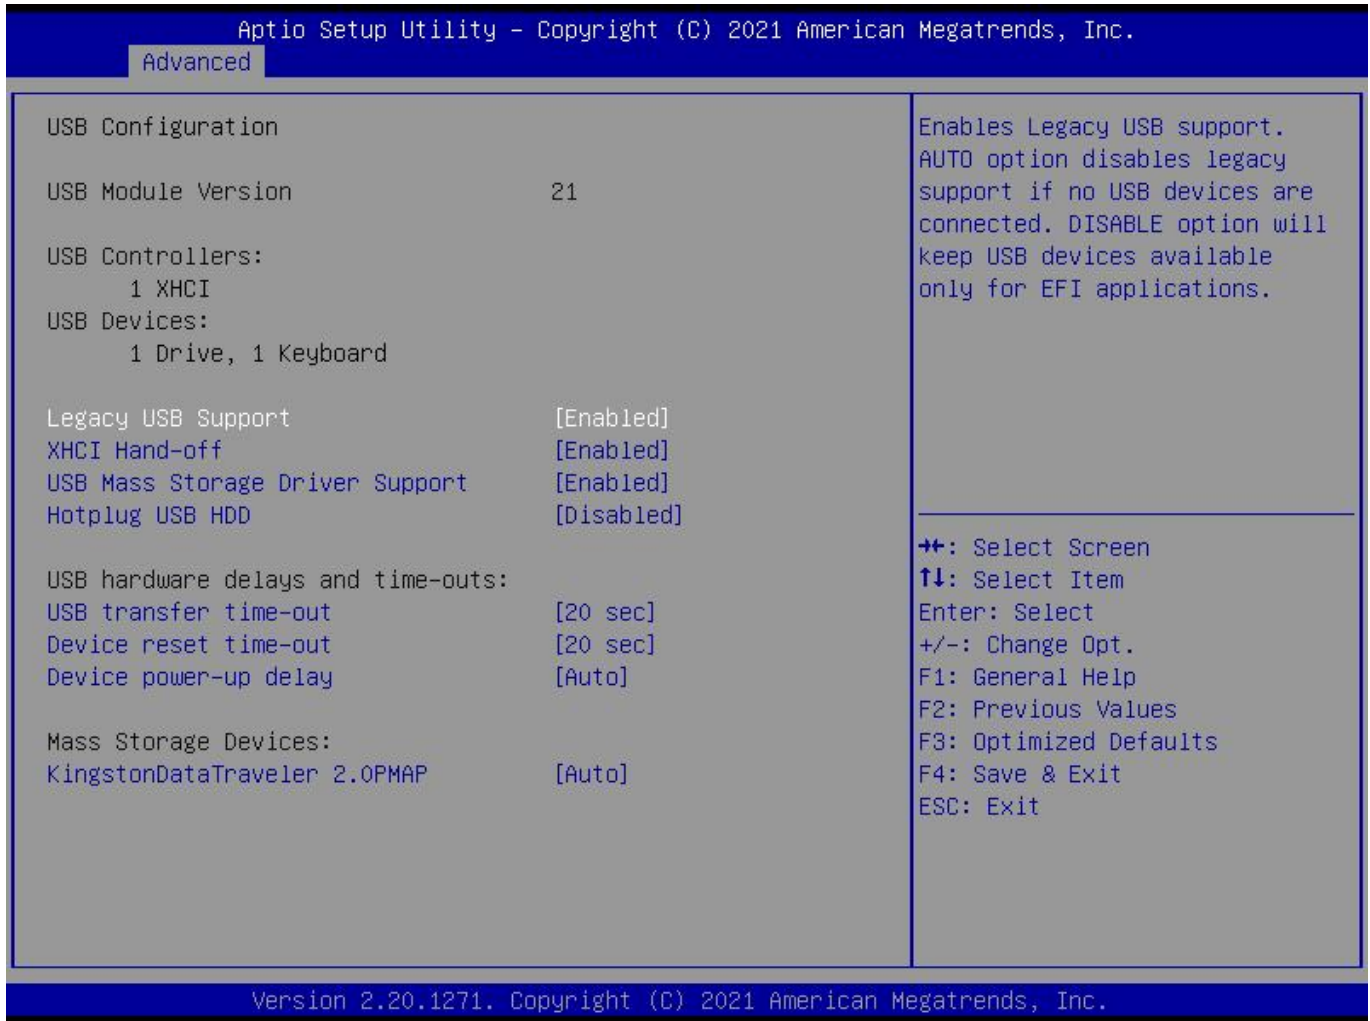 Aptio Setup Utility – Copyright (C) 2021 American Megatrends, Inc.
Advanced
USB Configuration
USB Module Version 21
USB Controllers:
1 XHCI
USB Devices:
1 Drive, 1 Keyboard
Legacy USB Support [Enabled]
XHCI Hand-off [Enabled]
USB Mass Storage Driver Support [Enabled]
Hotplug USB HDD [Disabled]
USB hardware delays and time-outs:
USB transfer time-out [20 sec]
Device reset time-out [20 sec]
Device power-up delay [Auto]
Mass Storage Devices:
KingstonDataTraveler 2.0PMAP [Auto]
Enables Legacy USB support.
AUTO option disables legacy
support if no USB devices are
connected. DISABLE option will
keep USB devices available
only for EFI applications.
→←: Select Screen
↑↓: Select Item
Enter: Select
+/-: Change Opt.
F1: General Help
F2: Previous Values
F3: Optimized Defaults
F4: Save & Exit
ESC: Exit
Version 2.20.1271. Copyright (C) 2021 American Megatrends, Inc.